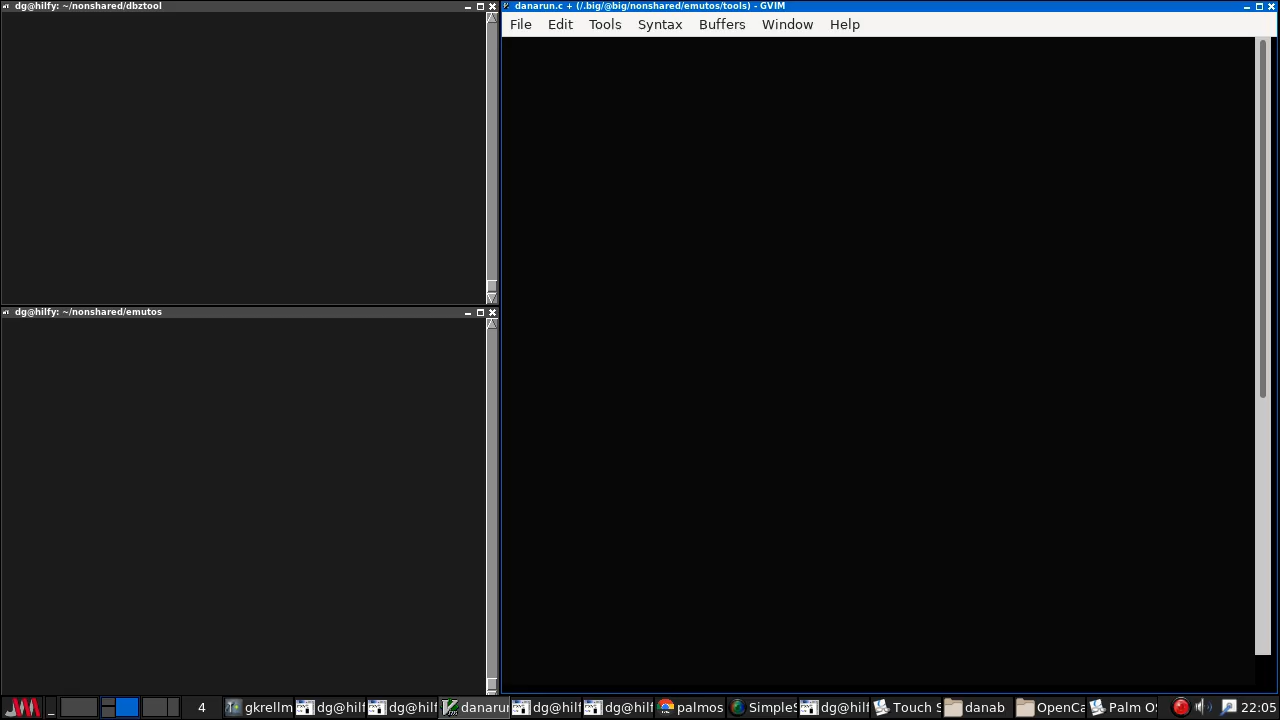 dg@hilfy: ~/nonshared/dbztool
danarun.c + (/.big/@big/nonshared/emutos/tools) - GVIM
File Edit Tools Syntax Buffers Window Help
dg@hilfy: ~/nonshared/emutos
4 gkrellm dg@hilf dg@hilf danarun dg@hilf dg@hilf palmos SimpleS dg@hilf Touch S danab OpenCa Palm O 22:05